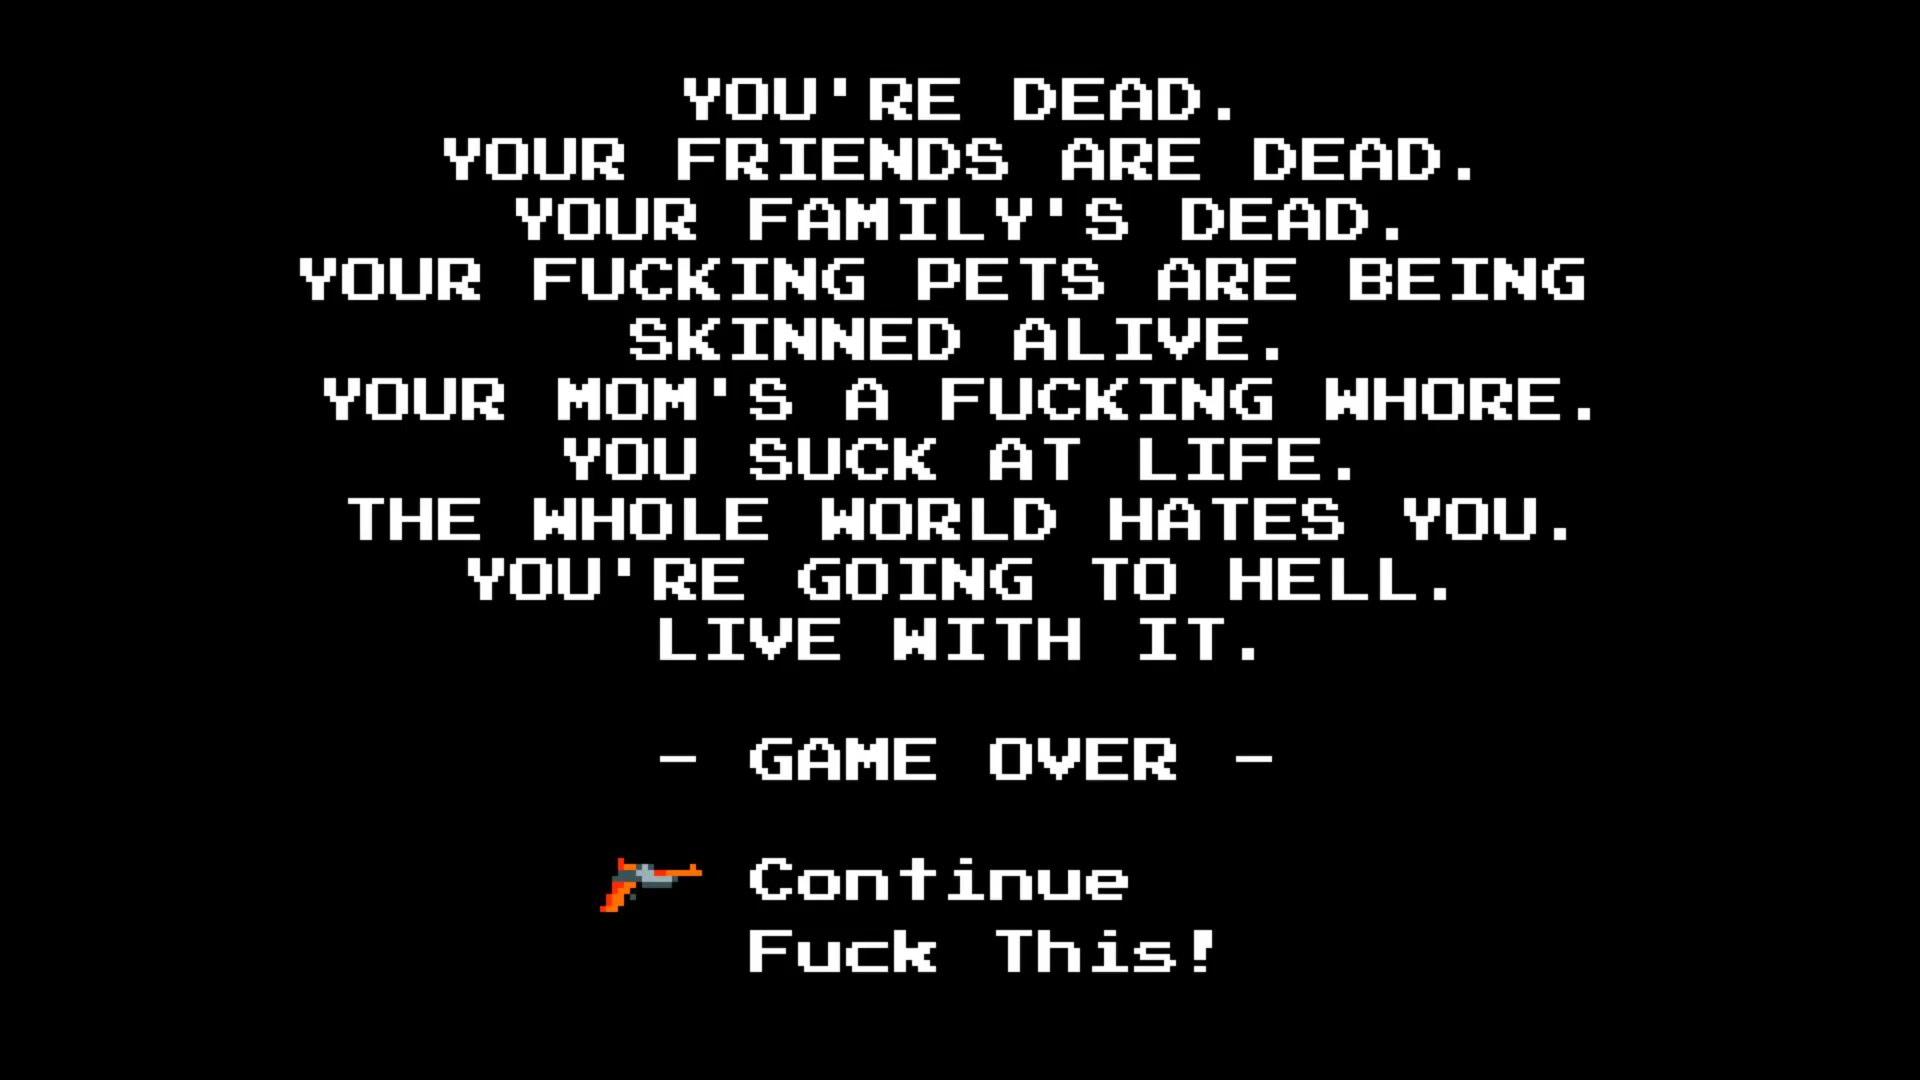 YOU'RE DEAD.
YOUR FRIENDS ARE DEAD.
YOUR FAMILY'S DEAD.
YOUR FUCKING PETS ARE BEING
SKINNED ALIVE.
YOUR MOM'S A FUCKING WHORE.
YOU SUCK AT LIFE.
THE WHOLE WORLD HATES YOU.
YOU'RE GOING TO HELL.
LIVE WITH IT.
- GAME OVER -
Continue
Fuck This!